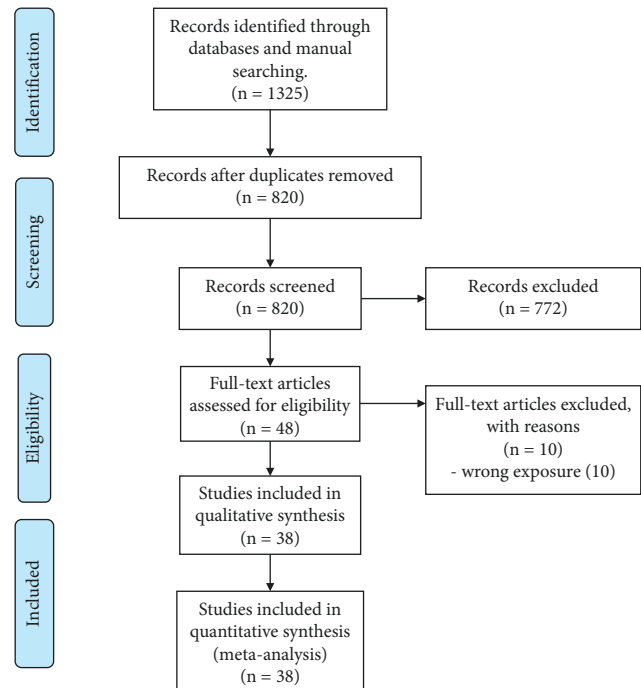 Identification
Records identified through
databases and manual
searching.
(n = 1325)
Records after duplicates removed
(n = 820)
Screening
Records screened
(n = 820)
Records excluded
(n = 772)
Eligibility
Full-text articles
assessed for eligibility
(n = 48)
Full-text articles excluded,
with reasons
(n = 10)
- wrong exposure (10)
Studies included in
qualitative synthesis
(n = 38)
Included
Studies included in
quantitative synthesis
(meta-analysis)
(n = 38)